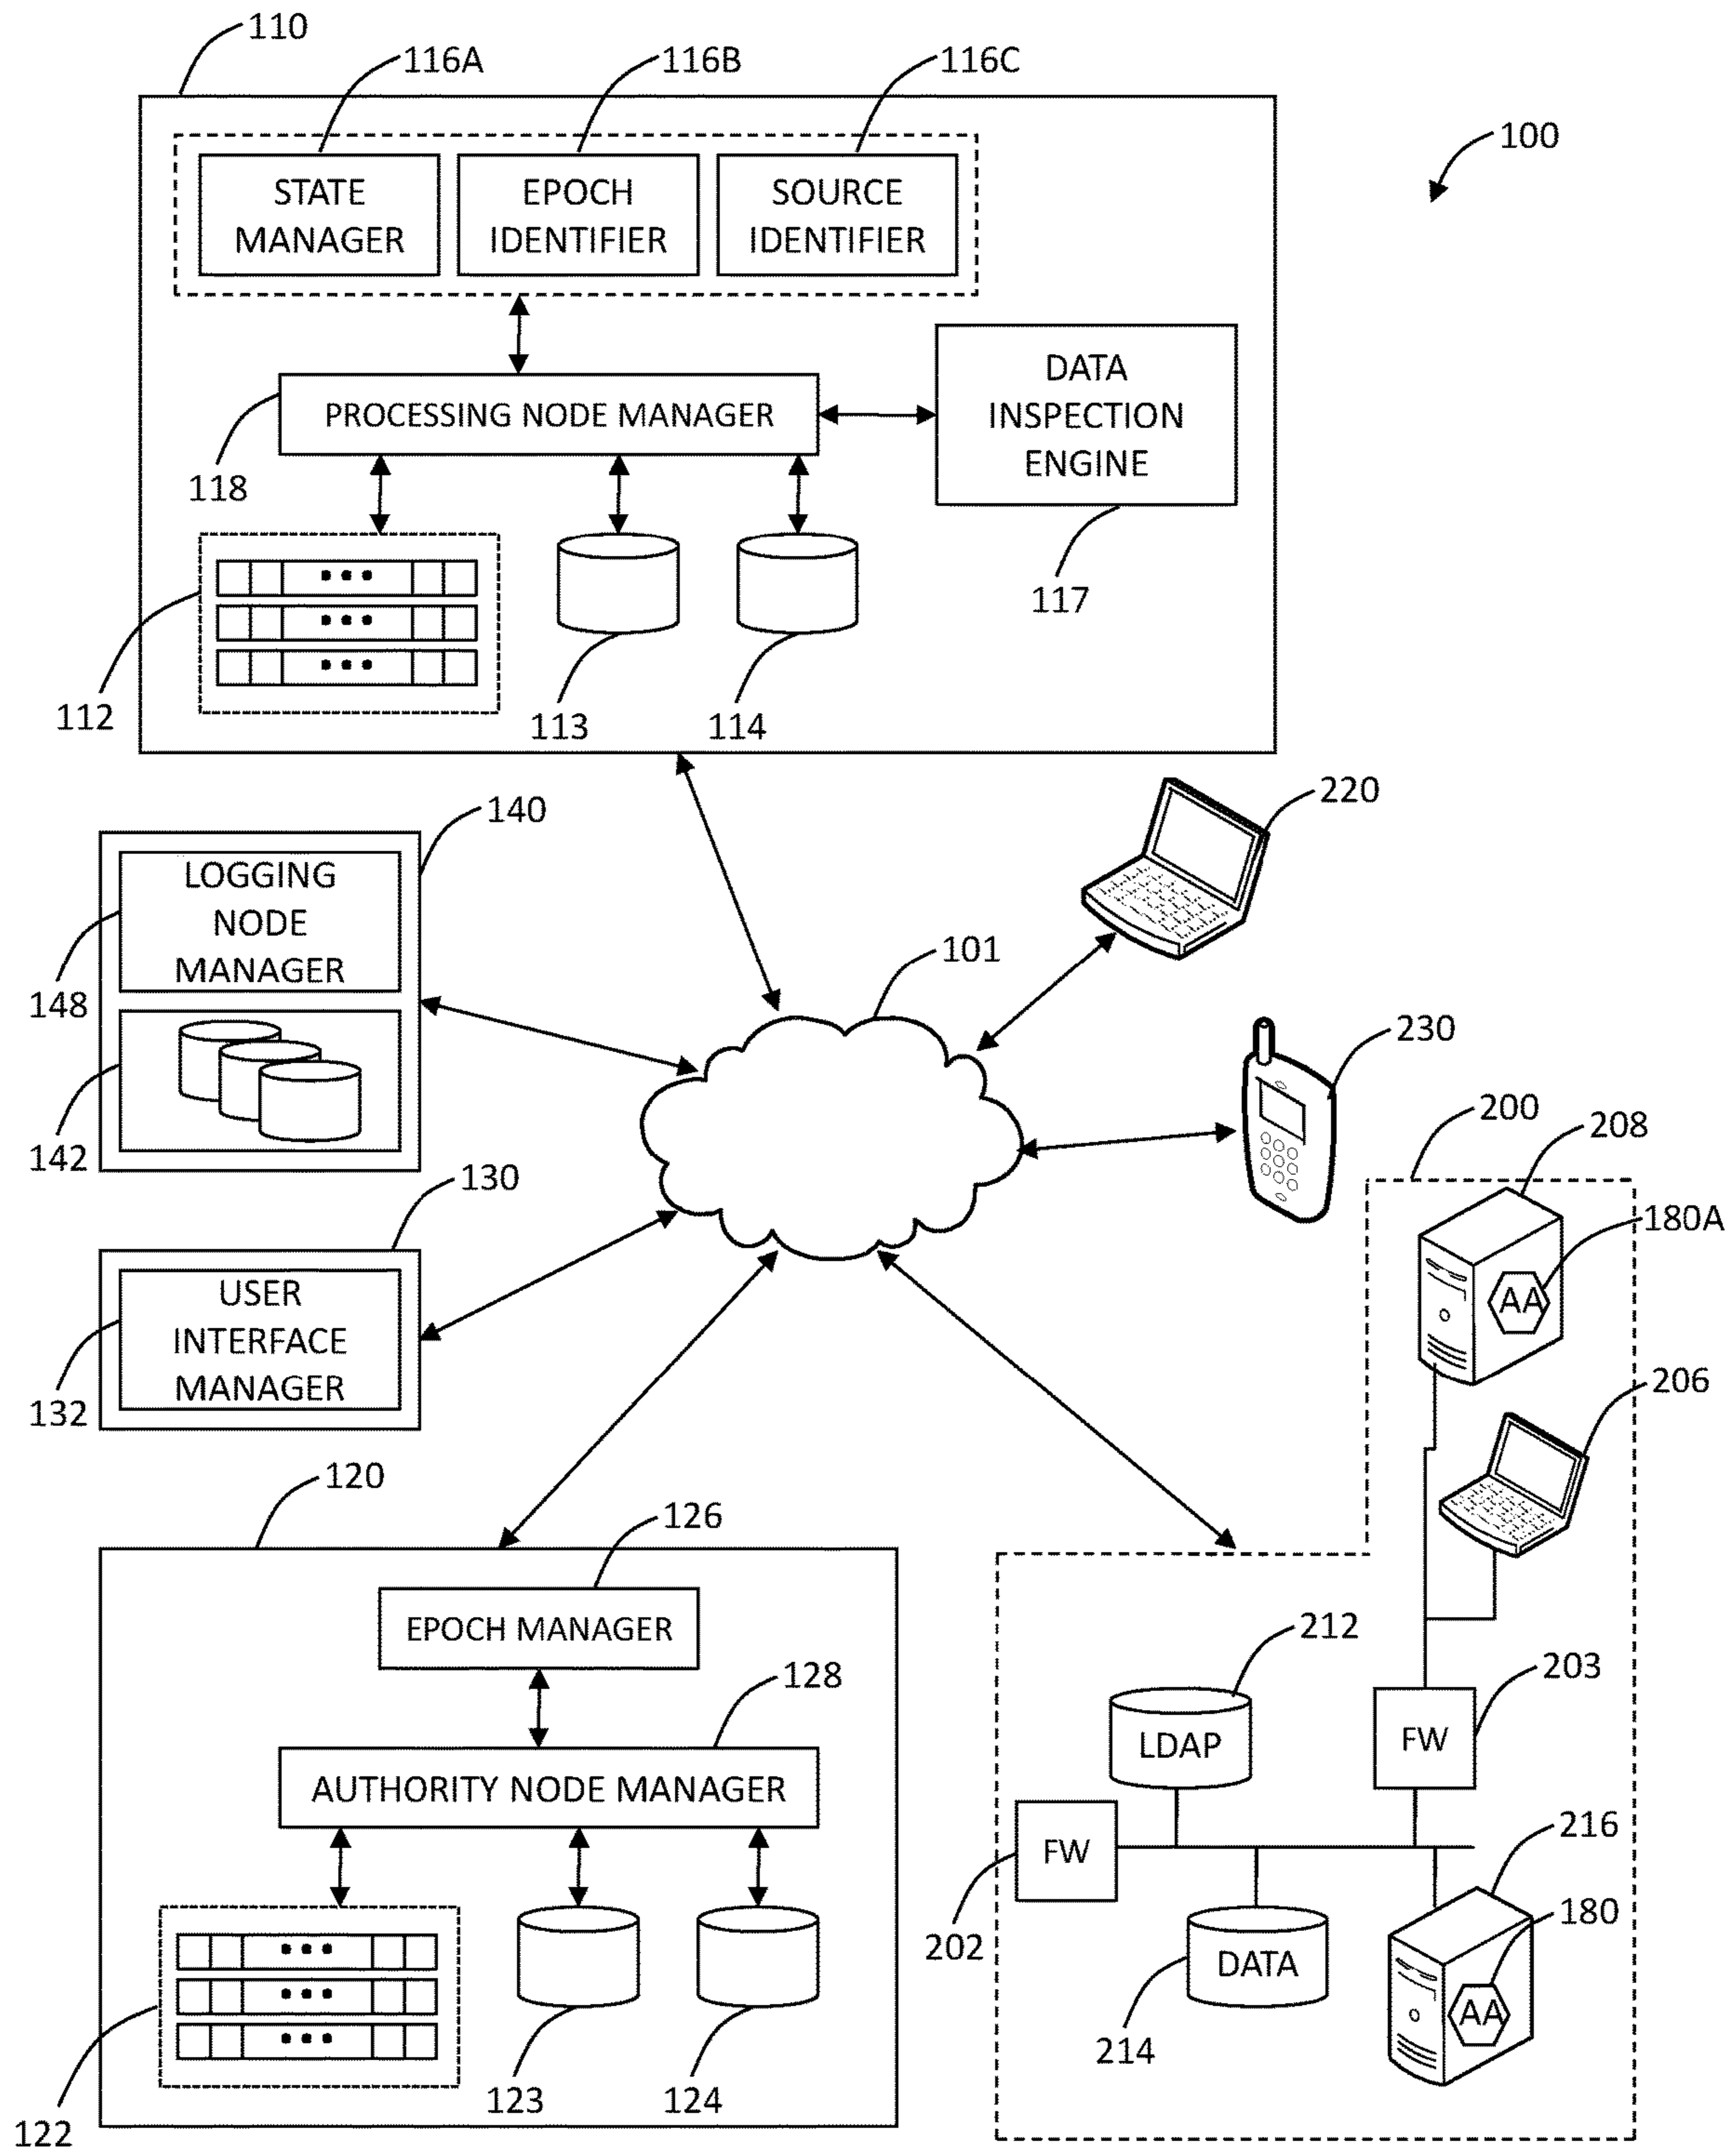 110
116A
116B
116C
100
STATE
MANAGER
EPOCH
IDENTIFIER
SOURCE
IDENTIFIER
DATA
INSPECTION
ENGINE
PROCESSING NODE MANAGER
118
117
112
113
114
220
140
LOGGING
NODE
MANAGER
148
101
230
142
200
208
130
180A
AA
USER
INTERFACE
MANAGER
132
206
120
126
EPOCH MANAGER
212
203
128
LDAP
FW
AUTHORITY NODE MANAGER
216
FW
180
202
DATA
AA
214
123
124
122